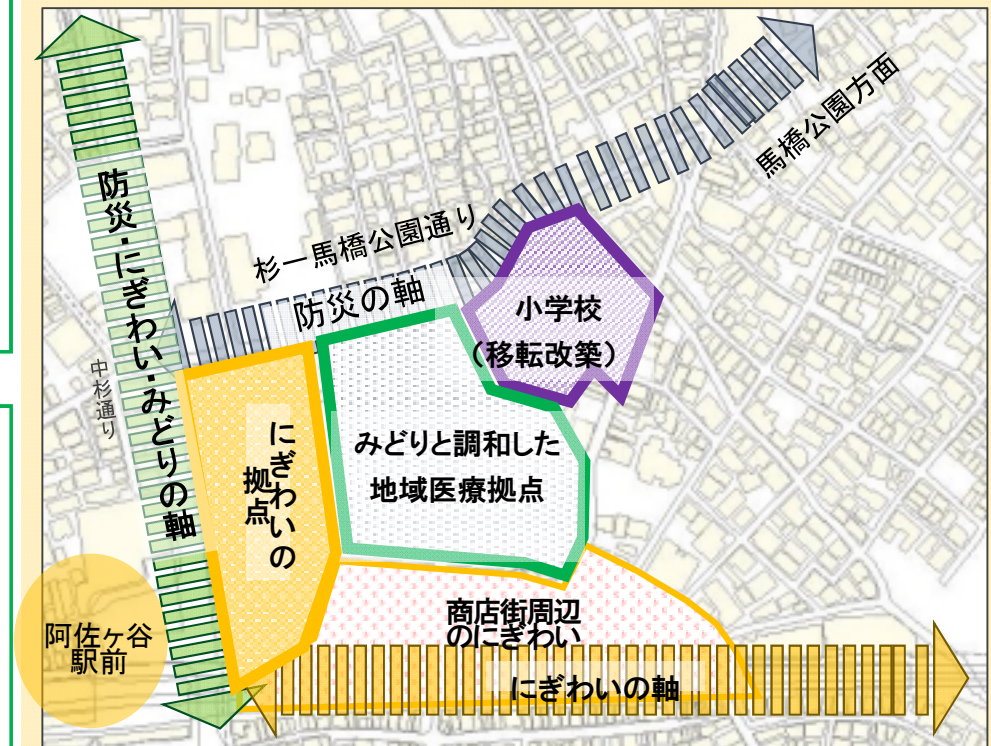 馬橋公園方面
防災・にぎわい・みどりの軸
杉一馬橋公園通り
防災の軸
小学校
（移転改築）
中杉通り
にぎわいの
拠点
みどりと調和した
地域医療拠点
阿佐ケ谷
駅前
商店街周辺
のにぎわい
にぎわいの軸